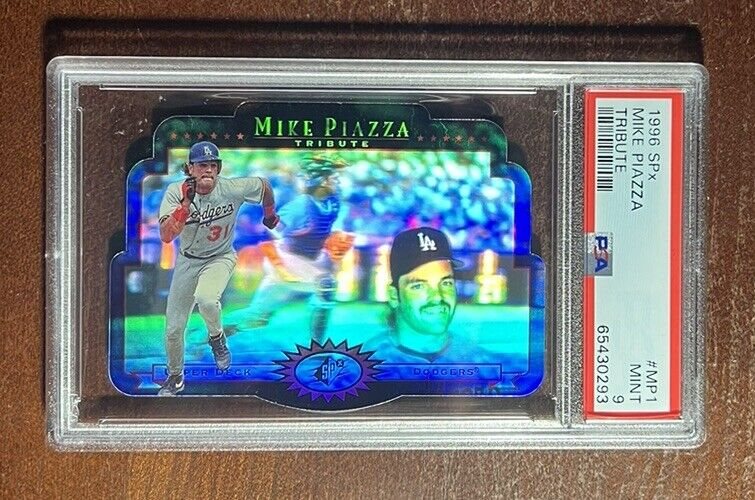 MIKE PIAZZA
TRIBUTE
LA
Dodgers
31
LA
UPPER DECK
SPx
DODGERS®
1996 SPx
MIKE PIAZZA
TRIBUTE
#MP1
MINT 9
PSA
65430293